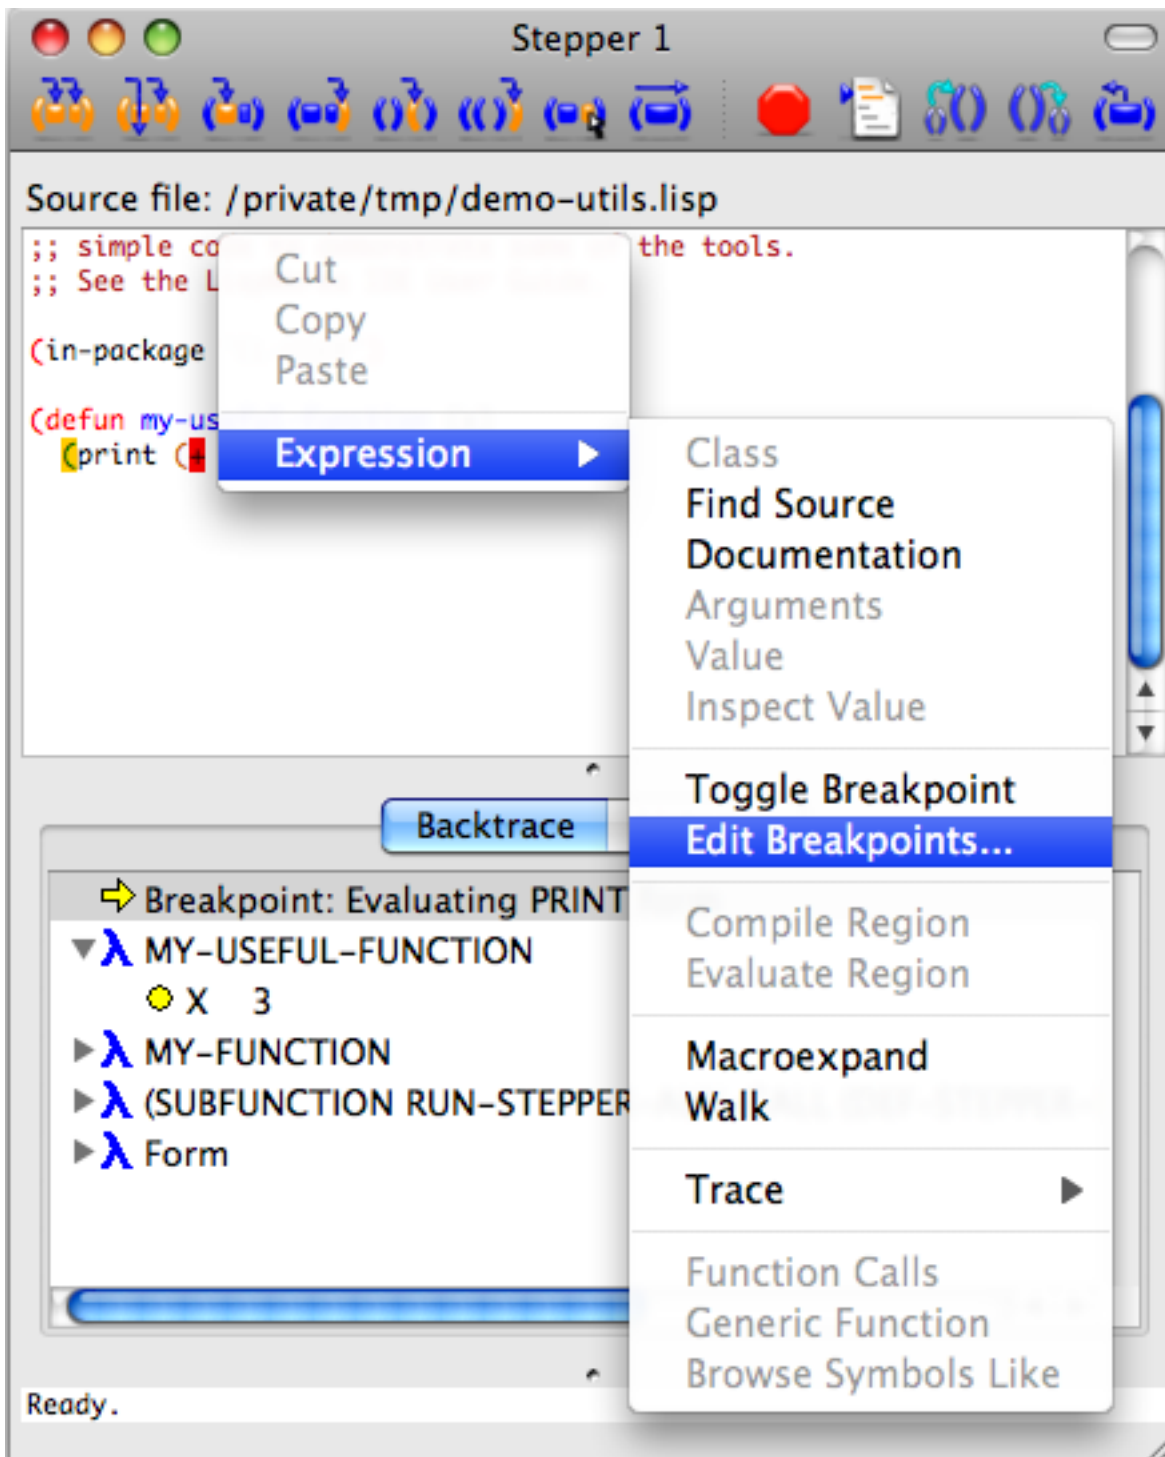 Stepper 1
Source file: /private/tmp/demo-utils.lisp
;; simple co the tools.
;; See the L
(in-package
(defun my-us
(print (+
Cut
Copy
Paste
Expression
Class
Find Source
Documentation
Arguments
Value
Inspect Value
Toggle Breakpoint
Edit Breakpoints...
Compile Region
Evaluate Region
Macroexpand
Walk
Trace
Function Calls
Generic Function
Browse Symbols Like
Backtrace
Breakpoint: Evaluating PRINT
MY-USEFUL-FUNCTION
X 3
MY-FUNCTION
(SUBFUNCTION RUN-STEPPER
Form
Ready.